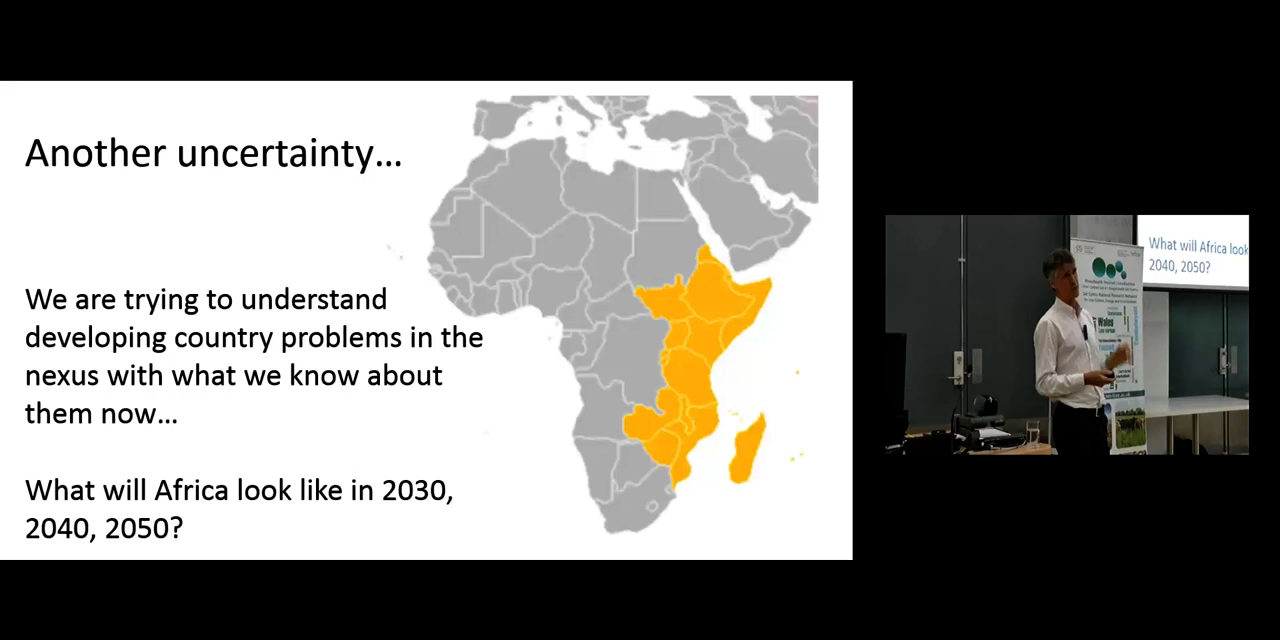 Another uncertainty...
We are trying to understand
developing country problems in the
nexus with what we know about
them now...
What will Africa look like in 2030,
2040, 2050?
What will Africa look
2040, 2050?
Wales